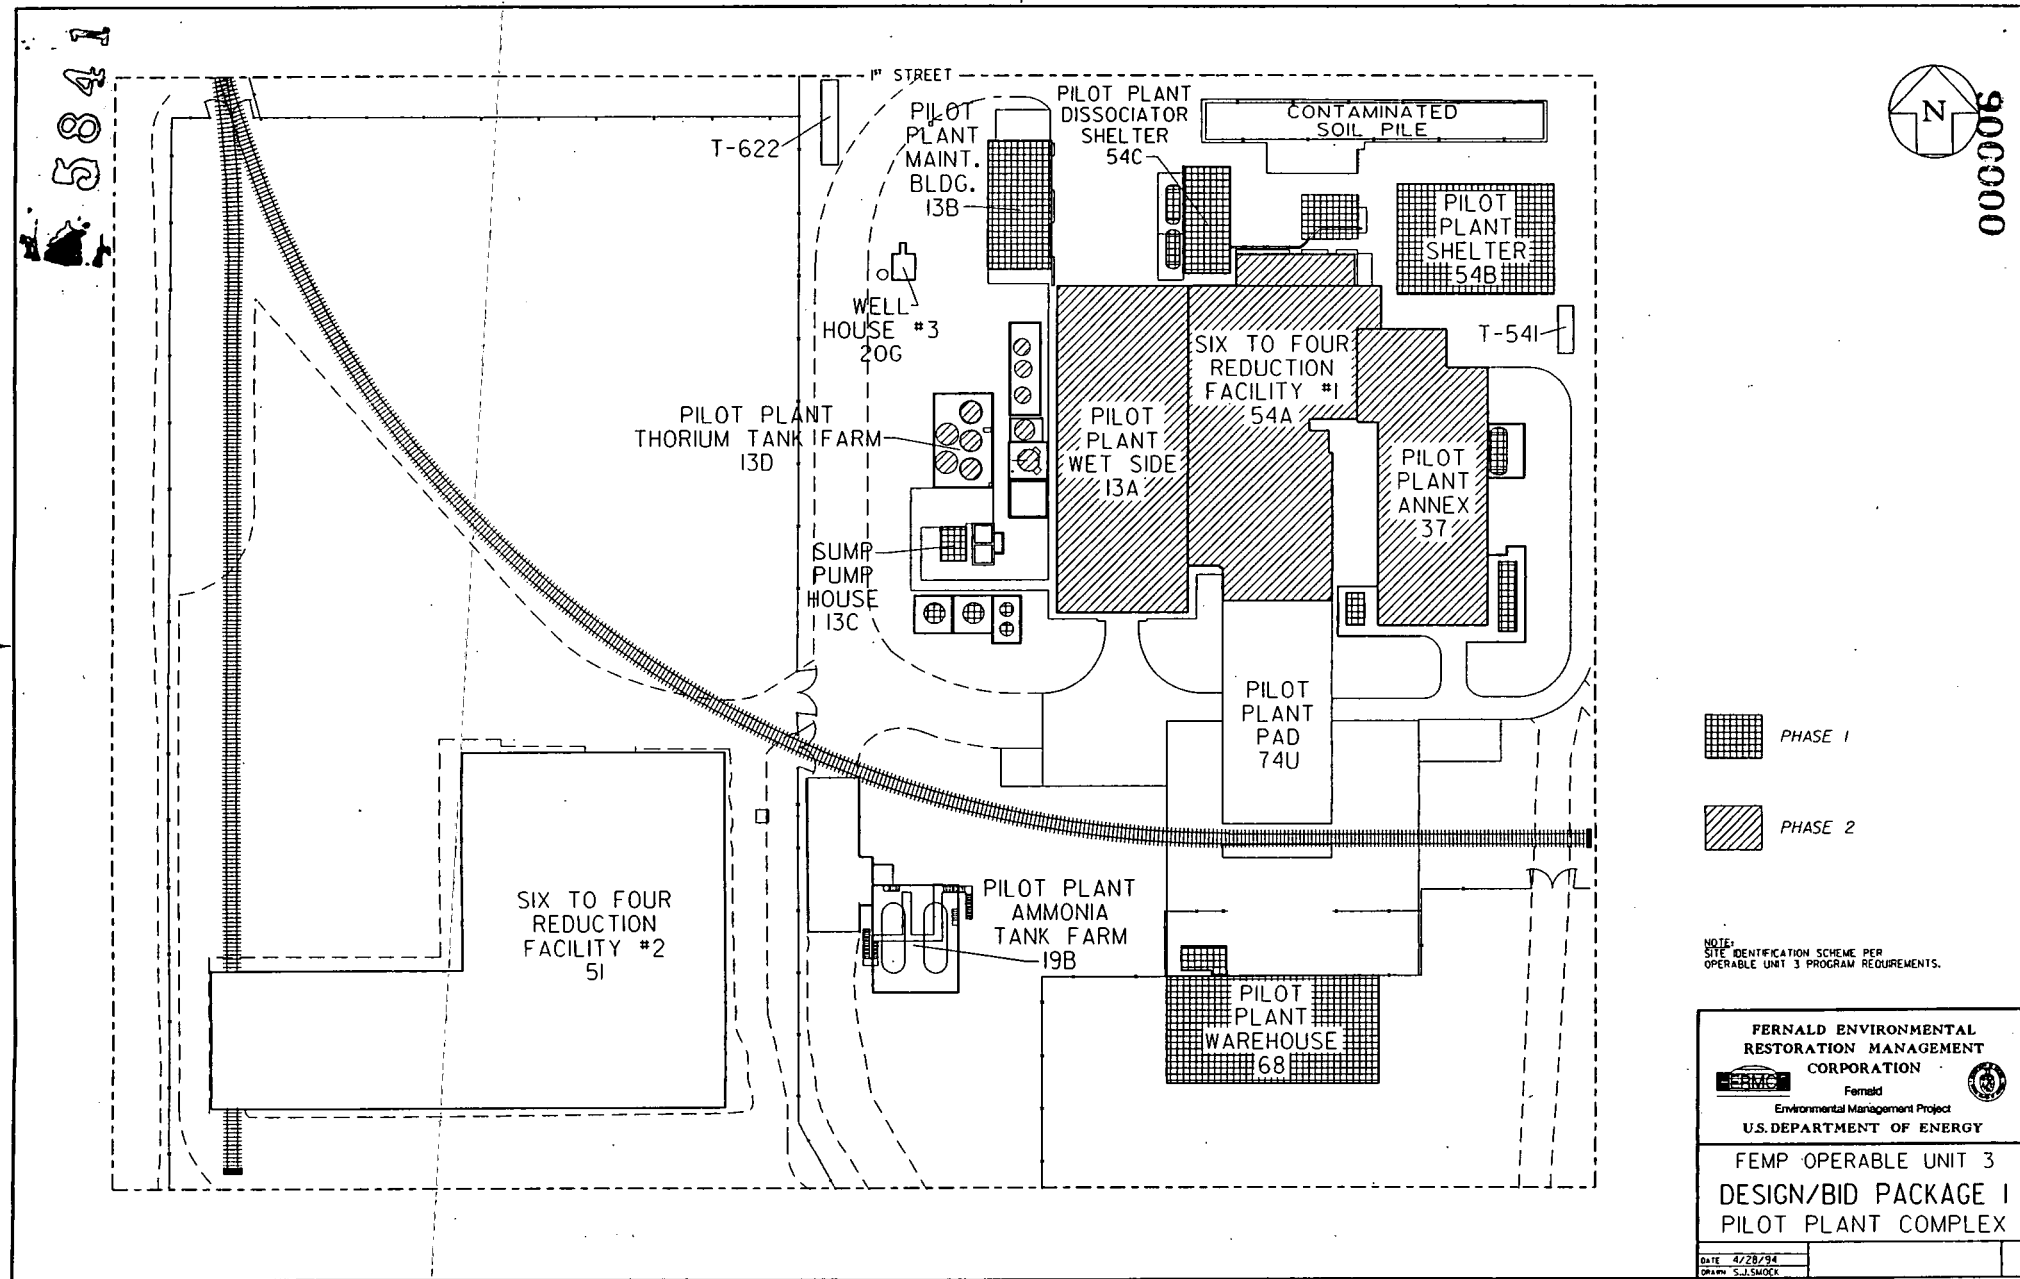 5841
000006
1ST STREET
T-622
PILOT
PLANT
MAINT.
BLDG.
13B
PILOT PLANT
DISSOCIATOR
SHELTER
54C
CONTAMINATED
SOIL PILE
N
PILOT
PLANT
SHELTER
54B
WELL
HOUSE #3
20G
T-541
SIX TO FOUR
REDUCTION
FACILITY #1
54A
PILOT PLANT
THORIUM TANK FARM
13D
PILOT
PLANT
WET SIDE
13A
PILOT
PLANT
ANNEX
37
SUMP
PUMP
HOUSE
13C
PILOT
PLANT
PAD
74U
PHASE 1
PHASE 2
SIX TO FOUR
REDUCTION
FACILITY #2
51
PILOT PLANT
AMMONIA
TANK FARM
19B
PILOT
PLANT
WAREHOUSE
68
NOTE:
SITE IDENTIFICATION SCHEME PER
OPERABLE UNIT 3 PROGRAM REQUIREMENTS.
FERNALD ENVIRONMENTAL
RESTORATION MANAGEMENT
CORPORATION
FERMCO
Fernald
Environmental Management Project
U.S. DEPARTMENT OF ENERGY
FEMP OPERABLE UNIT 3
DESIGN/BID PACKAGE 1
PILOT PLANT COMPLEX
DATE 4/28/94
DRAWN S.J.SMOCK